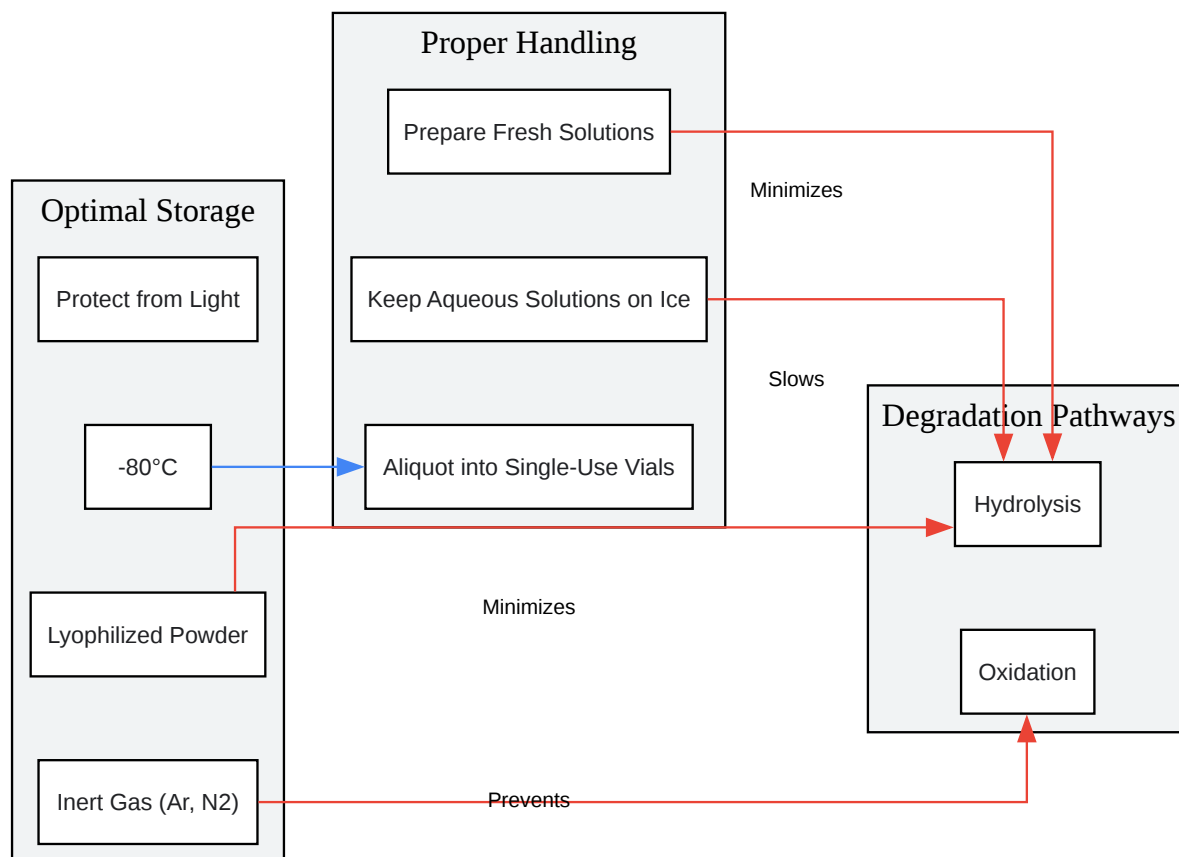 Proper Handling
Prepare Fresh Solutions
Keep Aqueous Solutions on Ice
Aliquot into Single-Use Vials
Optimal Storage
Protect from Light
-80°C
Lyophilized Powder
Inert Gas (Ar, N2)
Minimizes
Slows
Minimizes
Prevents
Degradation Pathways
Hydrolysis
Oxidation